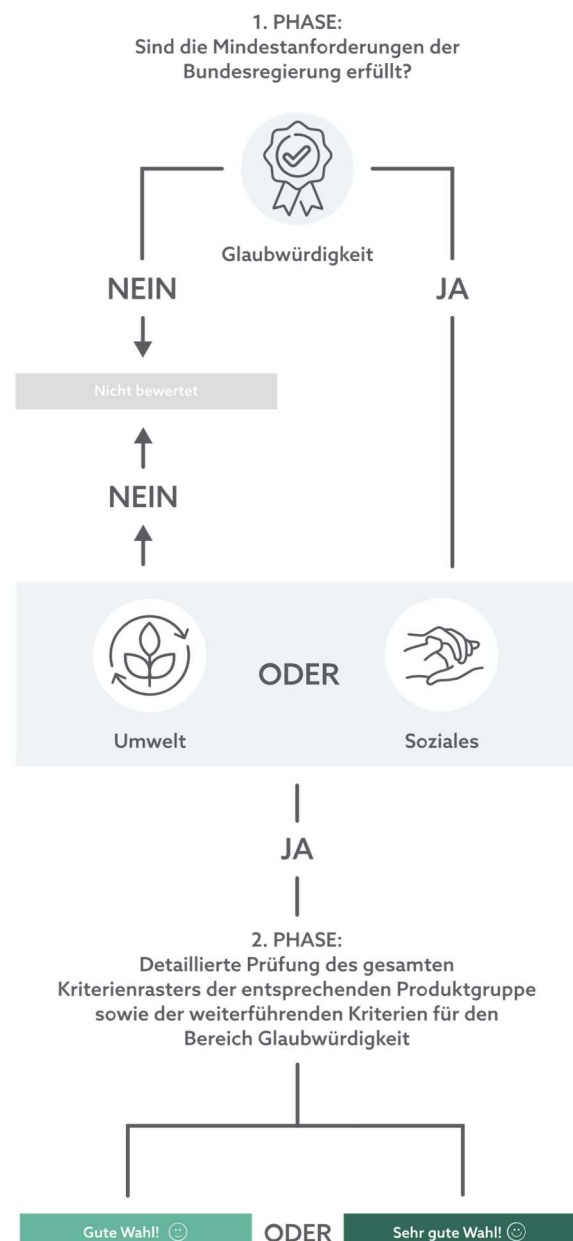 1. PHASE:
Sind die Mindestanforderungen der
Bundesregierung erfüllt?
Glaubwürdigkeit
NEIN
JA
Nicht bewertet
NEIN
Umwelt
ODER
Soziales
JA
2. PHASE:
Detaillierte Prüfung des gesamten
Kriterienrasters der entsprechenden Produktgruppe
sowie der weiterführenden Kriterien für den
Bereich Glaubwürdigkeit
Gute Wahl!
ODER
Sehr gute Wahl!